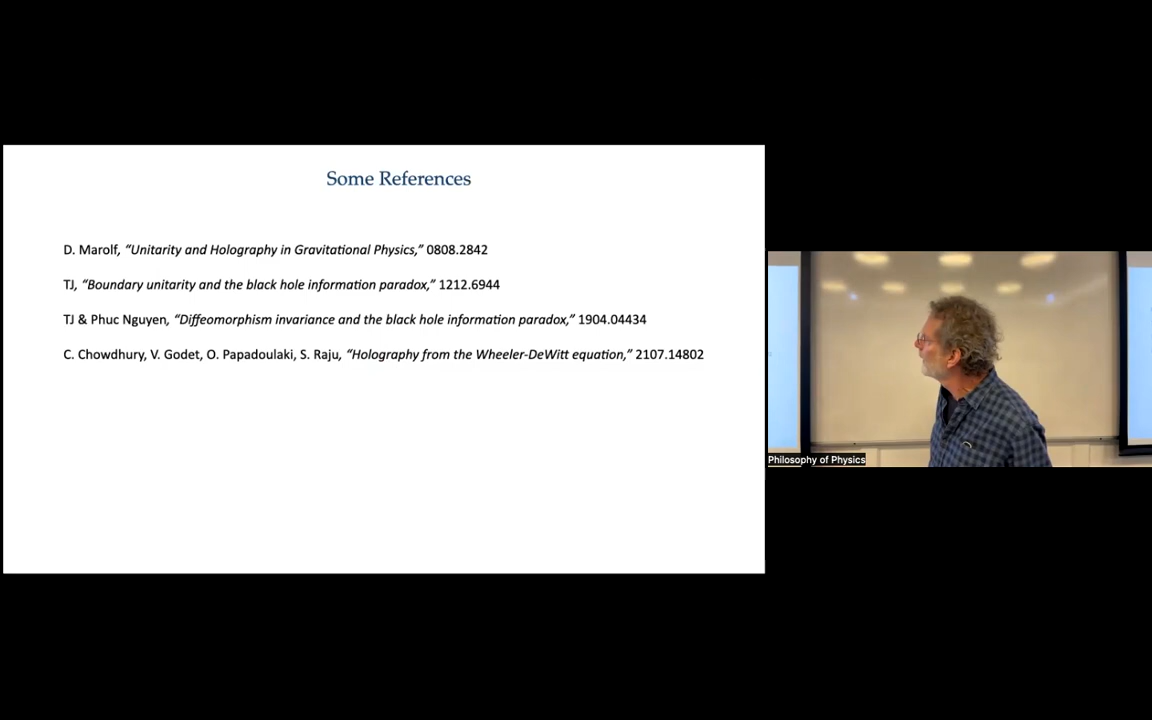 Some References
D. Marolf, “Unitarity and Holography in Gravitational Physics,” 0808.2842
TJ, “Boundary unitarity and the black hole information paradox,” 1212.6944
TJ & Phuc Nguyen, “Diffeomorphism invariance and the black hole information paradox,” 1904.04434
C. Chowdhury, V. Godet, O. Papadoulaki, S. Raju, “Holography from the Wheeler-DeWitt equation,” 2107.14802
Philosophy of Physics